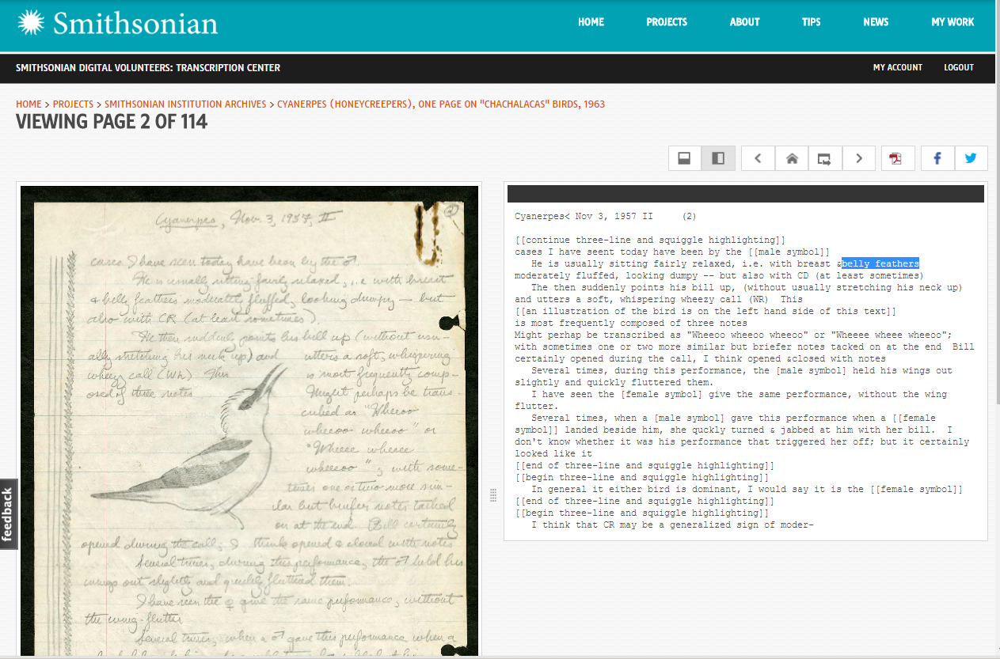 Smithsonian
HOME PROJECTS ABOUT TIPS NEWS MY WORK
SMITHSONIAN DIGITAL VOLUNTEERS: TRANSCRIPTION CENTER
MY ACCOUNT LOGOUT
HOME > PROJECTS > SMITHSONIAN INSTITUTION ARCHIVES > CYANERPES (HONEYCREEPERS), ONE PAGE ON "CHACHALACAS" BIRDS, 1963
VIEWING PAGE 2 OF 114
feedback
Cyanerpes, Nov. 3, 1957, II
2
cases I have seen today have been by the ♂.
He is usually sitting fairly relaxed, i.e. with breast
& belly feathers moderately fluffed, looking dumpy — but
also with CR (at least sometimes).
He then suddenly points his bill up (without usu-
ally stretching his neck up) and utters a soft, whispering
wheezy call (Wh) This is most frequently comp-
osed of three notes Might perhaps be trans-
cribed as "Wheeoo
wheeoo wheeoo" or
"Wheeee wheeee
wheeeoo"; with some-
times one or two more sim-
ilar but briefer notes tacked
on at the end. Bill certainly
opened during the call; I think opened & closed with notes
Several times, during this performance, the ♂ held his
wings out slightly and quickly fluttered them.
I have seen the ♀ give the same performance, without
the wing-flutter
Several times, when a ♂ gave this performance when a
Cyanerpes< Nov 3, 1957 II (2)
[[continue three-line and squiggle highlighting]]
cases I have seent today have been by the [[male symbol]]
He is usually sitting fairly relaxed, i.e. with breast &belly feathers
moderately fluffed, looking dumpy -- but also with CD (at least sometimes)
The then suddenly points his bill up, (without usually stretching his neck up)
and utters a soft, whispering wheezy call (WR) This
[[an illustration of the bird is on the left hand side of this text]]
is most frequently composed of three notes
Might perhap be transcribed as "Wheeoo wheeoo wheeoo" or "Wheeee wheee wheeoo";
with sometimes one or two more similar but briefer notes tacked on at the end Bill
certainly opened during the call, I think opened &closed with notes
Several times, during this performance, the [male symbol] held his wings out
slightly and quickly fluttered them.
I have seen the [female symbol] give the same performance, without the wing
flutter.
Several times, when a [male symbol] gave this performance when a [[female
symbol]] landed beside him, she quckly turned & jabbed at him with her bill. I
don't know whether it was his performance that triggered her off; but it certainly
looked like it
[[end of three-line and squiggle highlighting]]
[[begin three-line and squiggle highlighting]]
In general it either bird is dominant, I would say it is the [[female symbol]]
[[end of three-line and squiggle highlighting]]
[[begin three-line and squiggle highlighting]]
I think that CR may be a generalized sign of moder-